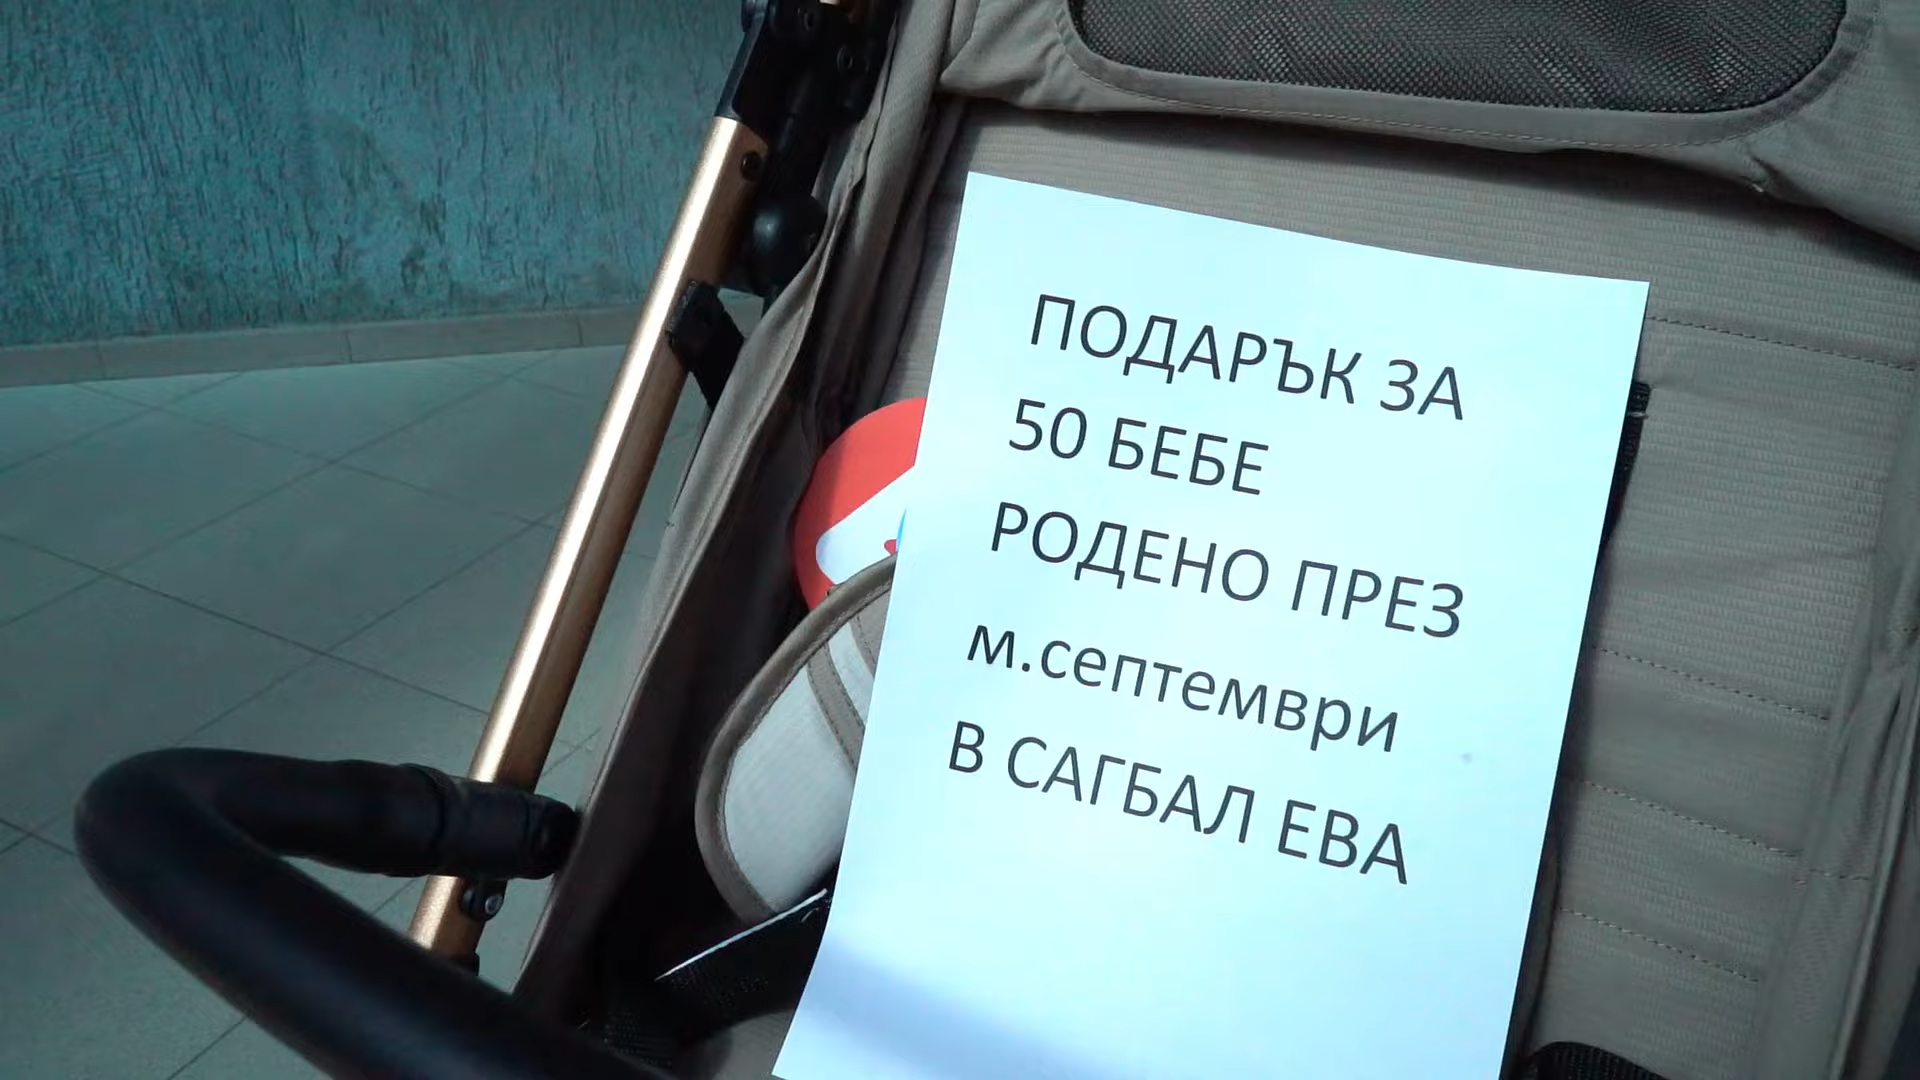 ПОДАРЪК ЗА
50 БЕБЕ
РОДЕНО ПРЕЗ
м.септември
В САГБАЛ ЕВА